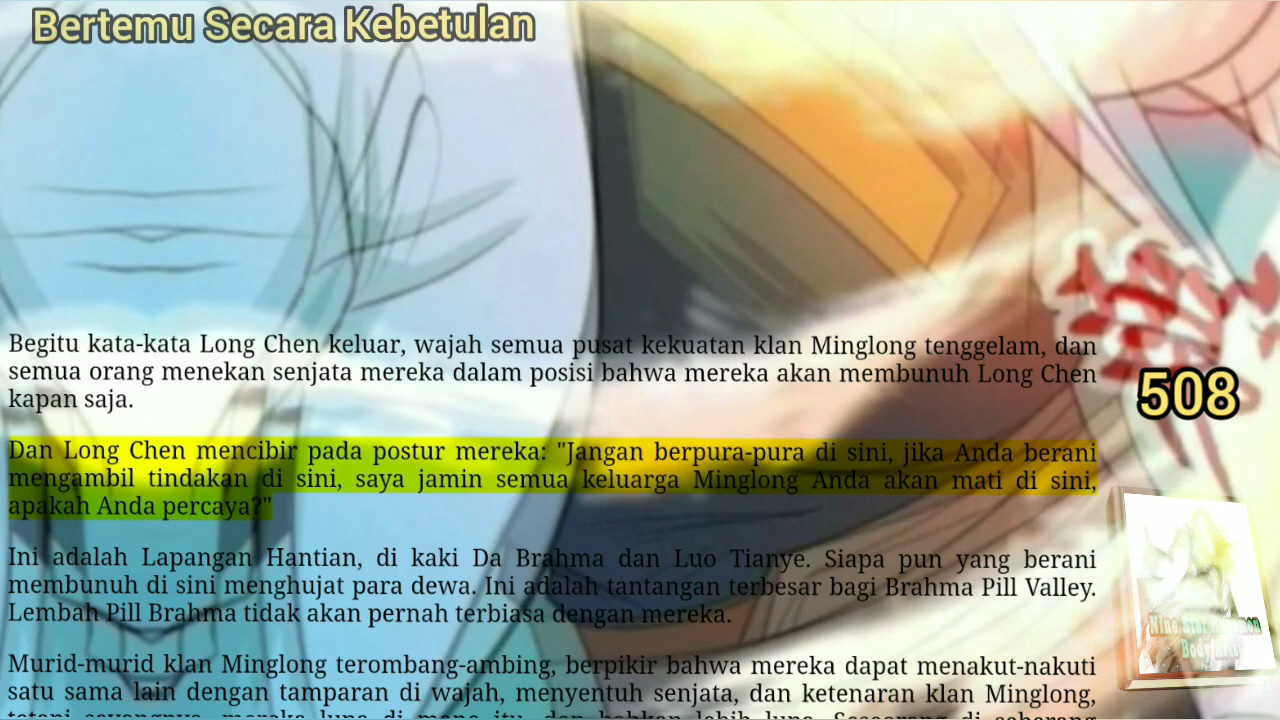 Bertemu Secara Kebetulan
Begitu kata-kata Long Chen keluar, wajah semua pusat kekuatan klan Minglong tenggelam, dan
semua orang menekan senjata mereka dalam posisi bahwa mereka akan membunuh Long Chen
kapan saja.
508
Dan Long Chen mencibir pada postur mereka: "Jangan berpura-pura di sini, jika Anda berani
mengambil tindakan di sini, saya jamin semua keluarga Minglong Anda akan mati di sini,
apakah Anda percaya?"
Ini adalah Lapangan Hantian, di kaki Da Brahma dan Luo Tianye. Siapa pun yang berani
membunuh di sini menghujat para dewa. Ini adalah tantangan terbesar bagi Brahma Pill Valley.
Lembah Pill Brahma tidak akan pernah terbiasa dengan mereka.
Murid-murid klan Minglong terombang-ambing, berpikir bahwa mereka dapat menakut-nakuti
satu sama lain dengan tamparan di wajah, menyentuh senjata, dan ketenaran klan Minglong,
Nine Star
Body